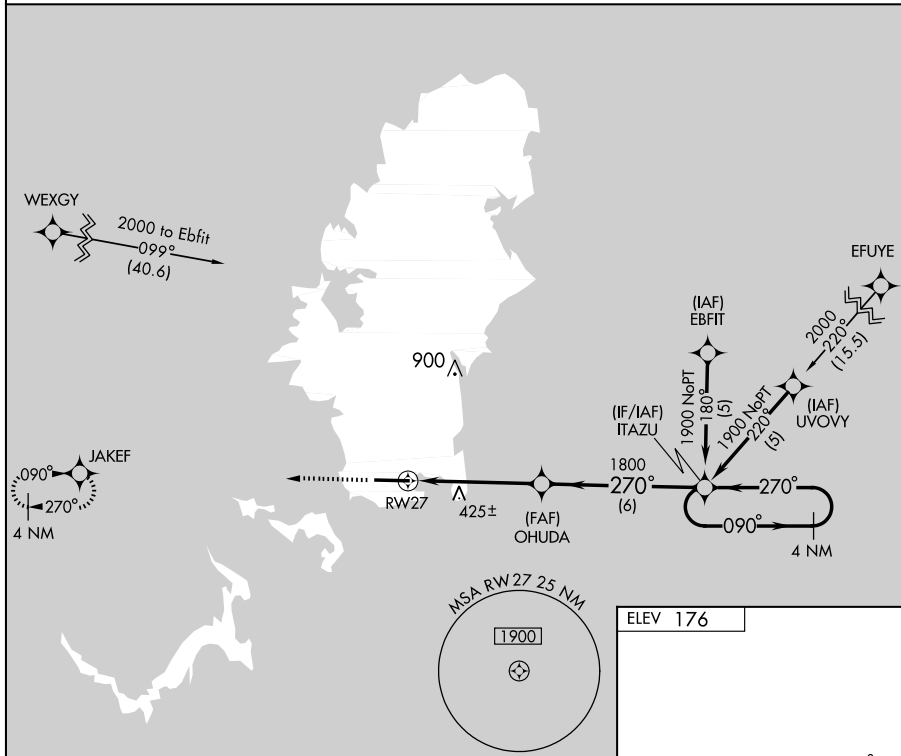 WEXGY
2000 to Ebfit
099°
(40.6)
EFUYE
2000
220°
(15.5)
(IAF)
EBFIT
1900 NoPT
180°
(5)
(IAF)
UVOVY
1900 NoPT
220°
(5)
900
(IF/IAF)
ITAZU
JAKEF
090°
270°
4 NM
RW27
425±
(FAF)
OHUDA
1800
270°
(6)
270°
090°
4 NM
MSA RW 27 25 NM
1900
ELEV 176